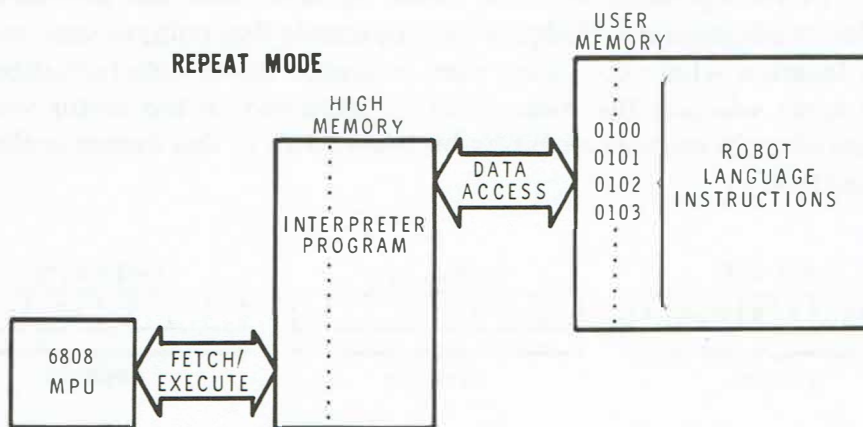 REPEAT MODE
USER
MEMORY
HIGH
MEMORY
0100
0101
0102
0103
ROBOT
LANGUAGE
INSTRUCTIONS
DATA
ACCESS
INTERPRETER
PROGRAM
6808
MPU
FETCH/
EXECUTE